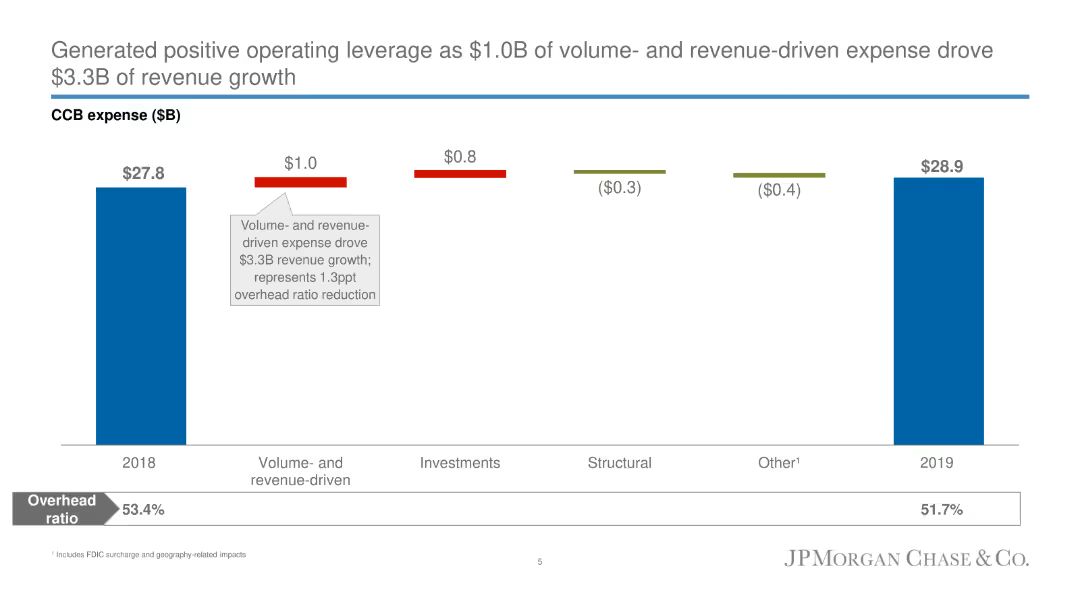 Generated positive operating leverage as $1.0B of volume- and revenue-driven expense drove
$3.3B of revenue growth
CCB expense ($B)
$27.8
$1.0
$0.8
($0.3)
($0.4)
$28.9
Volume- and revenue-
driven expense drove
$3.3B revenue growth;
represents 1.3ppt
overhead ratio reduction
2018
Volume- and
revenue-driven
Investments
Structural
Other¹
2019
Overhead
ratio
53.4%
51.7%
¹ Includes FDIC surcharge and geography-related impacts
5
JPMORGAN CHASE & CO.